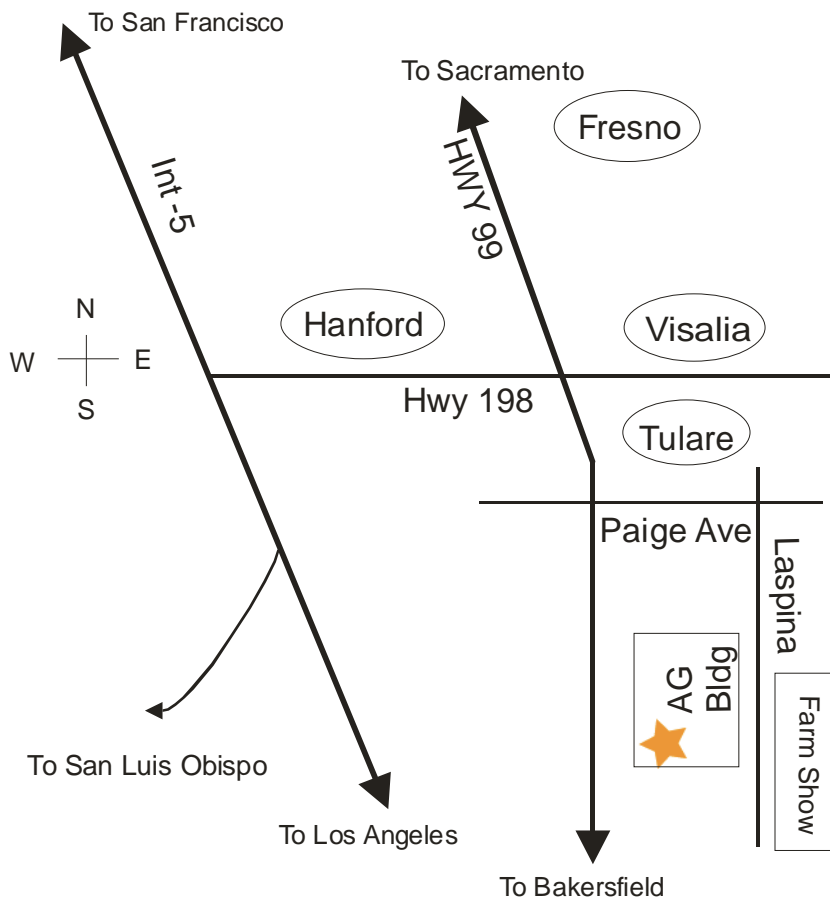 To San Francisco
To Sacramento
Fresno
Int -5
HWY 99
N
W
E
S
Hanford
Visalia
Hwy 198
Tulare
Paige Ave
Laspina
AG
Bldg
Farm Show
To San Luis Obispo
To Los Angeles
To Bakersfield